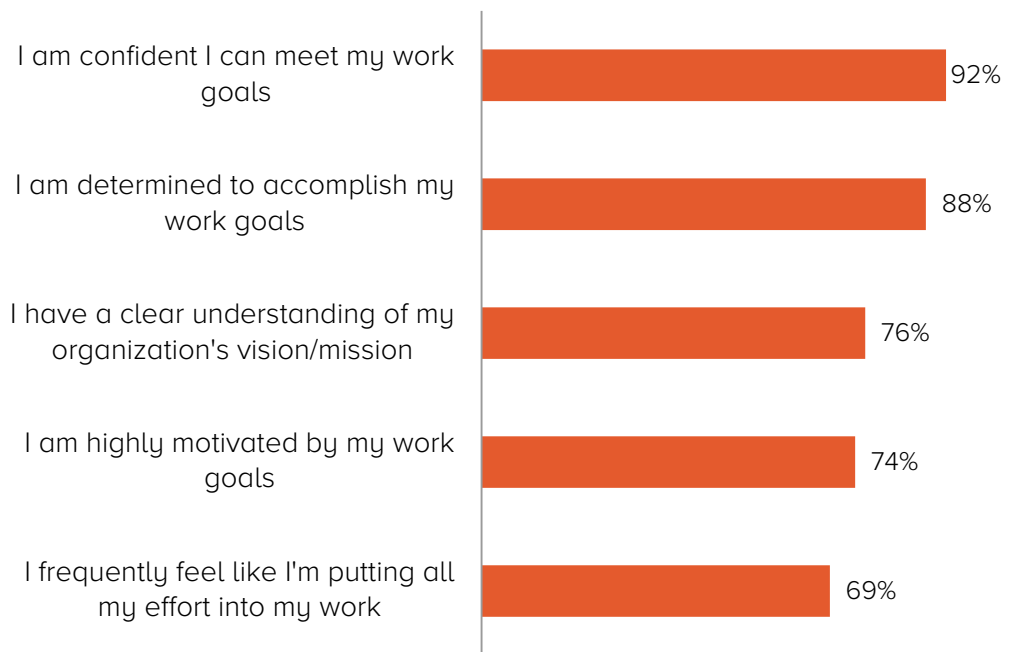 I am confident I can meet my work
goals
92%
I am determined to accomplish my
work goals
88%
I have a clear understanding of my
organization's vision/mission
76%
I am highly motivated by my work
goals
74%
I frequently feel like I'm putting all
my effort into my work
69%